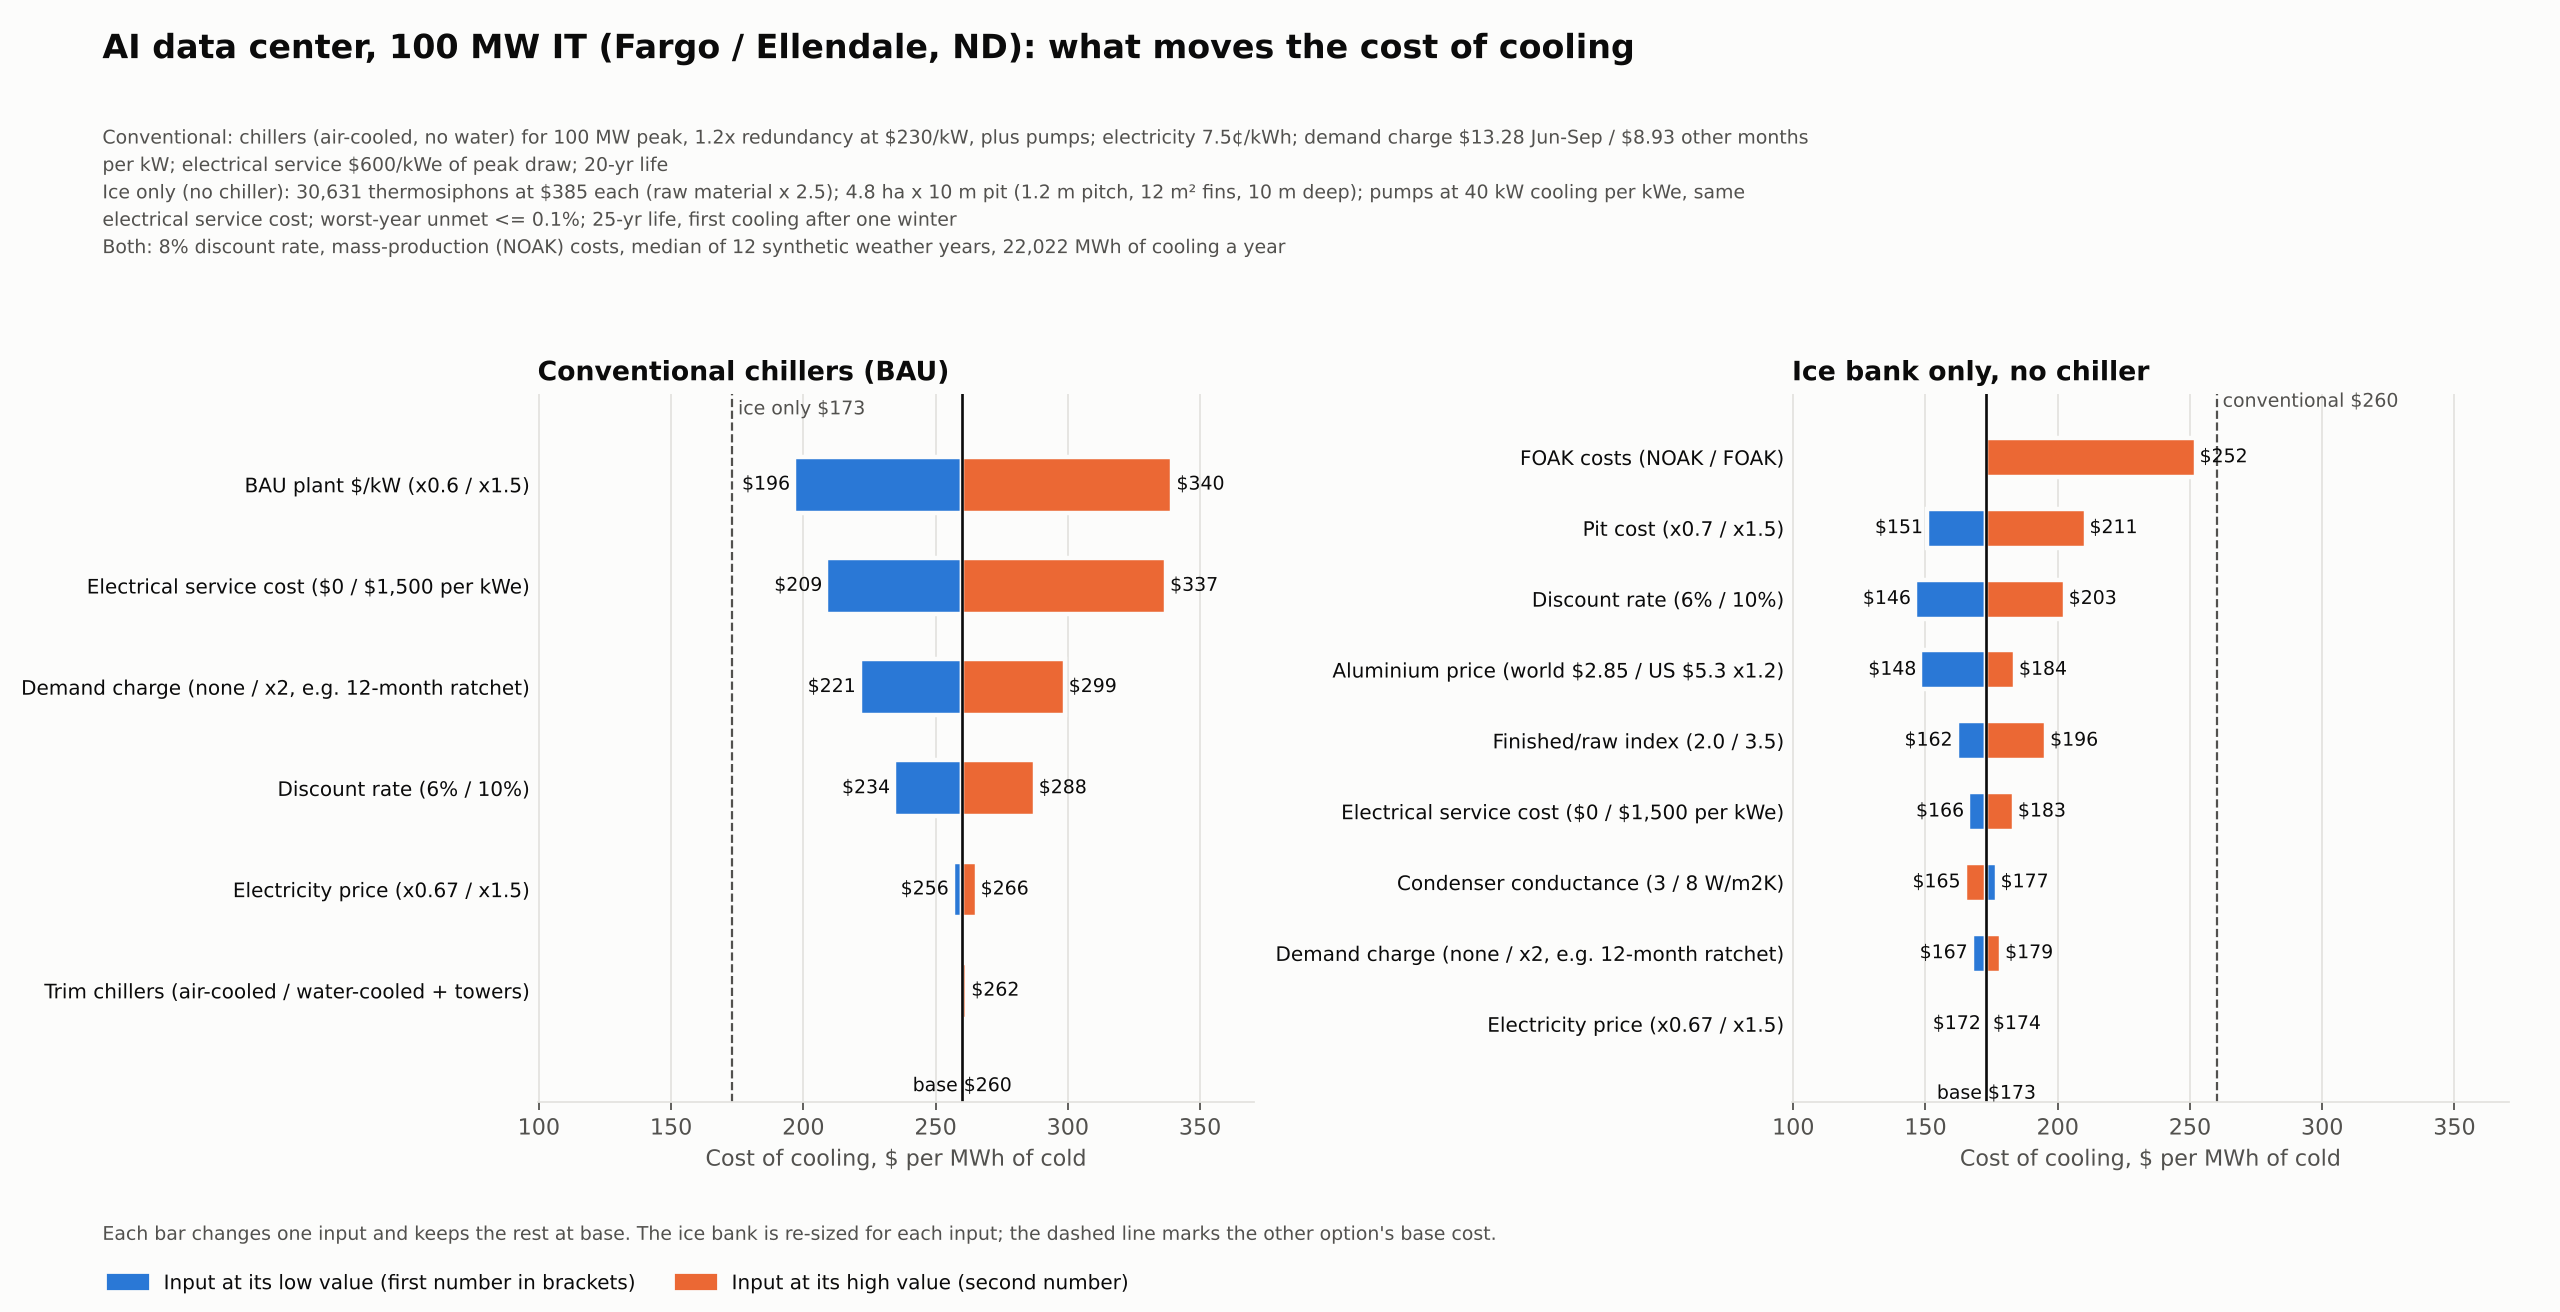 AI data center, 100 MW IT (Fargo / Ellendale, ND): what moves the cost of cooling
Conventional: chillers (air-cooled, no water) for 100 MW peak, 1.2x redundancy at $230/kW, plus pumps; electricity 7.5¢/kWh; demand charge $13.28 Jun-Sep / $8.93 other months
per kW; electrical service $600/kWe of peak draw; 20-yr life
Ice only (no chiller): 30,631 thermosiphons at $385 each (raw material x 2.5); 4.8 ha x 10 m pit (1.2 m pitch, 12 m² fins, 10 m deep); pumps at 40 kW cooling per kWe, same
electrical service cost; worst-year unmet <= 0.1%; 25-yr life, first cooling after one winter
Both: 8% discount rate, mass-production (NOAK) costs, median of 12 synthetic weather years, 22,022 MWh of cooling a year
Conventional chillers (BAU)
ice only $173
BAU plant $/kW (x0.6 / x1.5) $196 $340
Electrical service cost ($0 / $1,500 per kWe) $209 $337
Demand charge (none / x2, e.g. 12-month ratchet) $221 $299
Discount rate (6% / 10%) $234 $288
Electricity price (x0.67 / x1.5) $256 $266
Trim chillers (air-cooled / water-cooled + towers) $262
base $260
100 150 200 250 300 350
Cost of cooling, $ per MWh of cold
Ice bank only, no chiller
conventional $260
FOAK costs (NOAK / FOAK) $252
Pit cost (x0.7 / x1.5) $151 $211
Discount rate (6% / 10%) $146 $203
Aluminium price (world $2.85 / US $5.3 x1.2) $148 $184
Finished/raw index (2.0 / 3.5) $162 $196
Electrical service cost ($0 / $1,500 per kWe) $166 $183
Condenser conductance (3 / 8 W/m2K) $165 $177
Demand charge (none / x2, e.g. 12-month ratchet) $167 $179
Electricity price (x0.67 / x1.5) $172 $174
base $173
100 150 200 250 300 350
Cost of cooling, $ per MWh of cold
Each bar changes one input and keeps the rest at base. The ice bank is re-sized for each input; the dashed line marks the other option's base cost.
Input at its low value (first number in brackets) Input at its high value (second number)